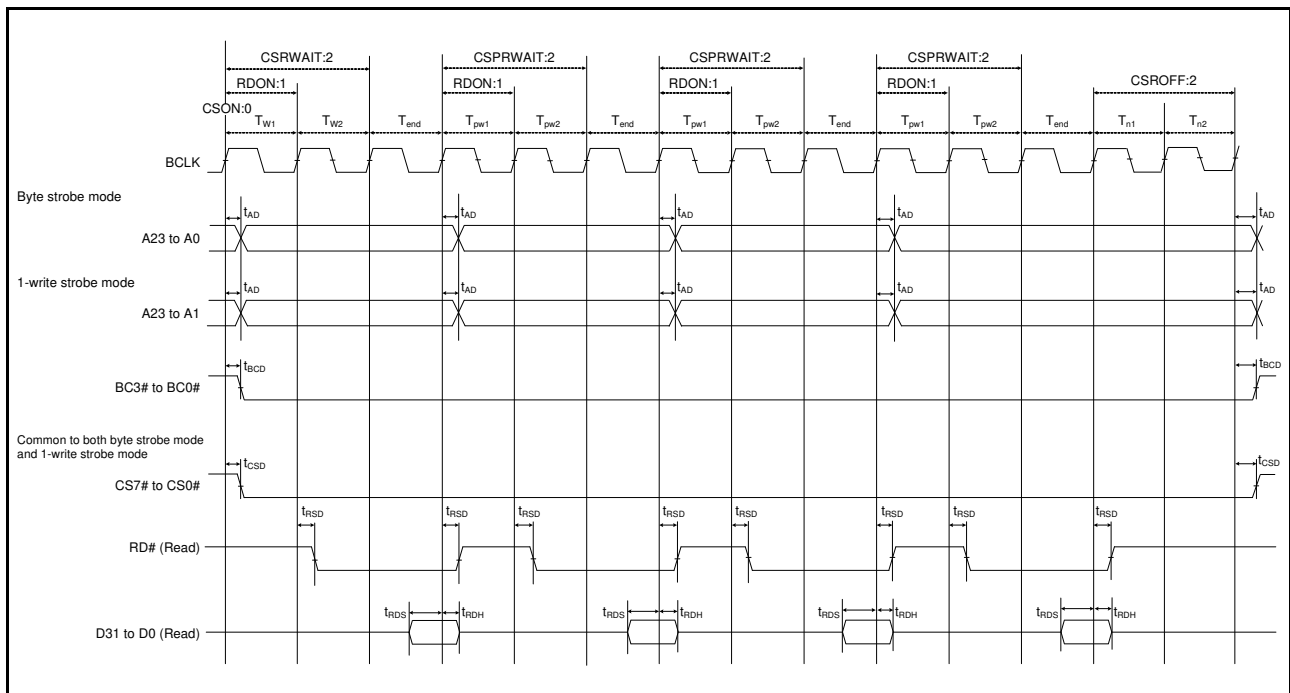 CSRWAIT:2 CSPRWAIT:2 CSPRWAIT:2 CSPRWAIT:2
RDON:1 RDON:1 RDON:1 RDON:1 CSROFF:2
CSON:0
TW1 TW2 Tend Tpw1 Tpw2 Tend Tpw1 Tpw2 Tend Tpw1 Tpw2 Tend Tn1 Tn2
BCLK
Byte strobe mode
tAD tAD tAD tAD tAD
A23 to A0
1-write strobe mode
tAD tAD tAD tAD tAD
A23 to A1
tBCD tBCD
BC3# to BC0#
Common to both byte strobe mode
and 1-write strobe mode
tCSD tCSD
CS7# to CS0#
tRSD tRSD tRSD tRSD tRSD tRSD tRSD tRSD
RD# (Read)
tRDS tRDH tRDS tRDH tRDS tRDH tRDS tRDH
D31 to D0 (Read)